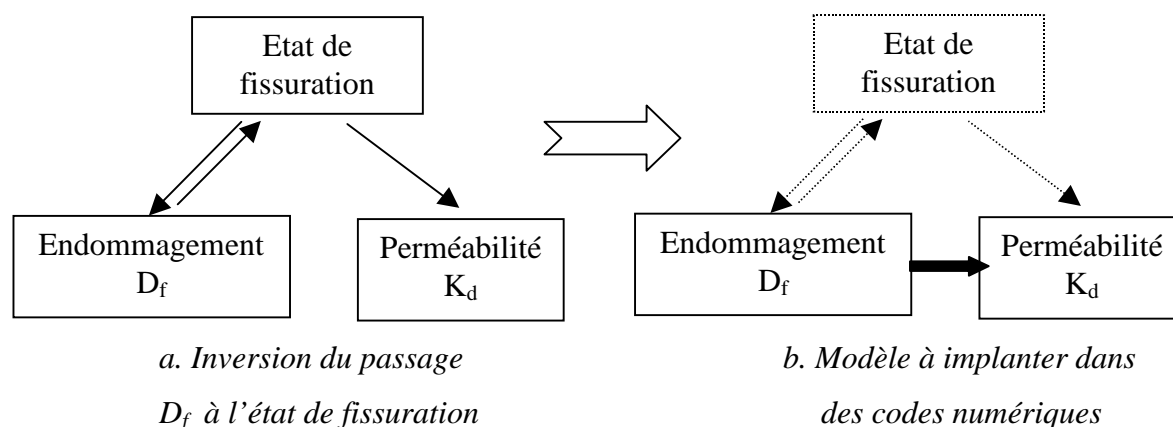 Etat de
fissuration
Endommagement
Df
Perméabilité
Kd
a. Inversion du passage
Df à l’état de fissuration
Etat de
fissuration
Endommagement
Df
Perméabilité
Kd
b. Modèle à implanter dans
des codes numériques